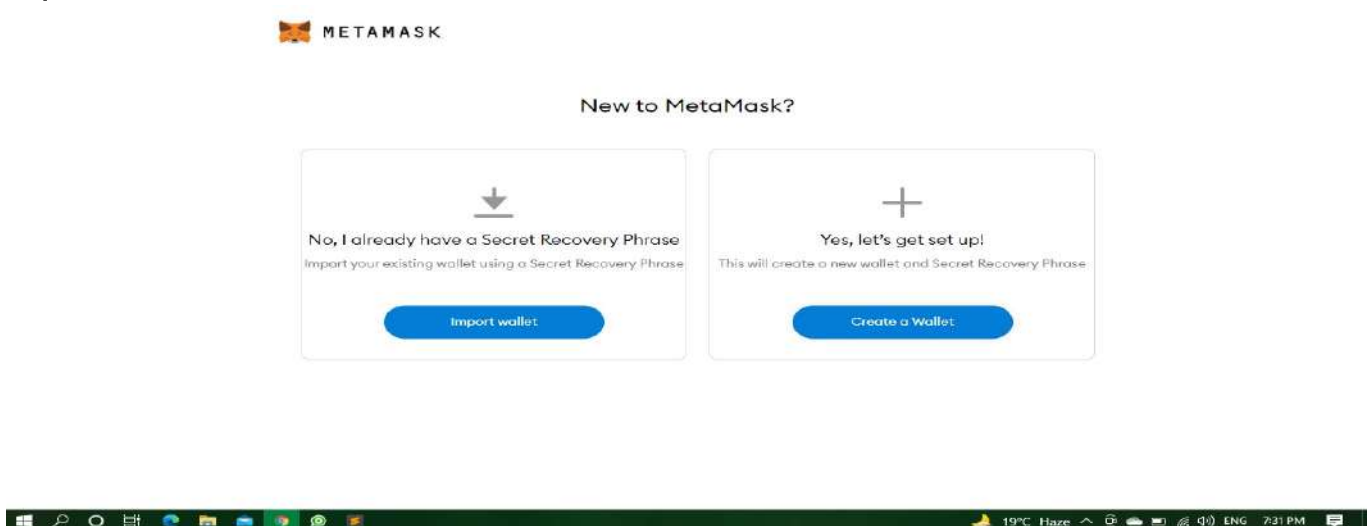 METAMASK
New to MetaMask?
No, I already have a Secret Recovery Phrase
Import your existing wallet using a Secret Recovery Phrase
Import wallet
Yes, let's get set up!
This will create a new wallet and Secret Recovery Phrase
Create a Wallet
19°C Haze ENG 7:31 PM